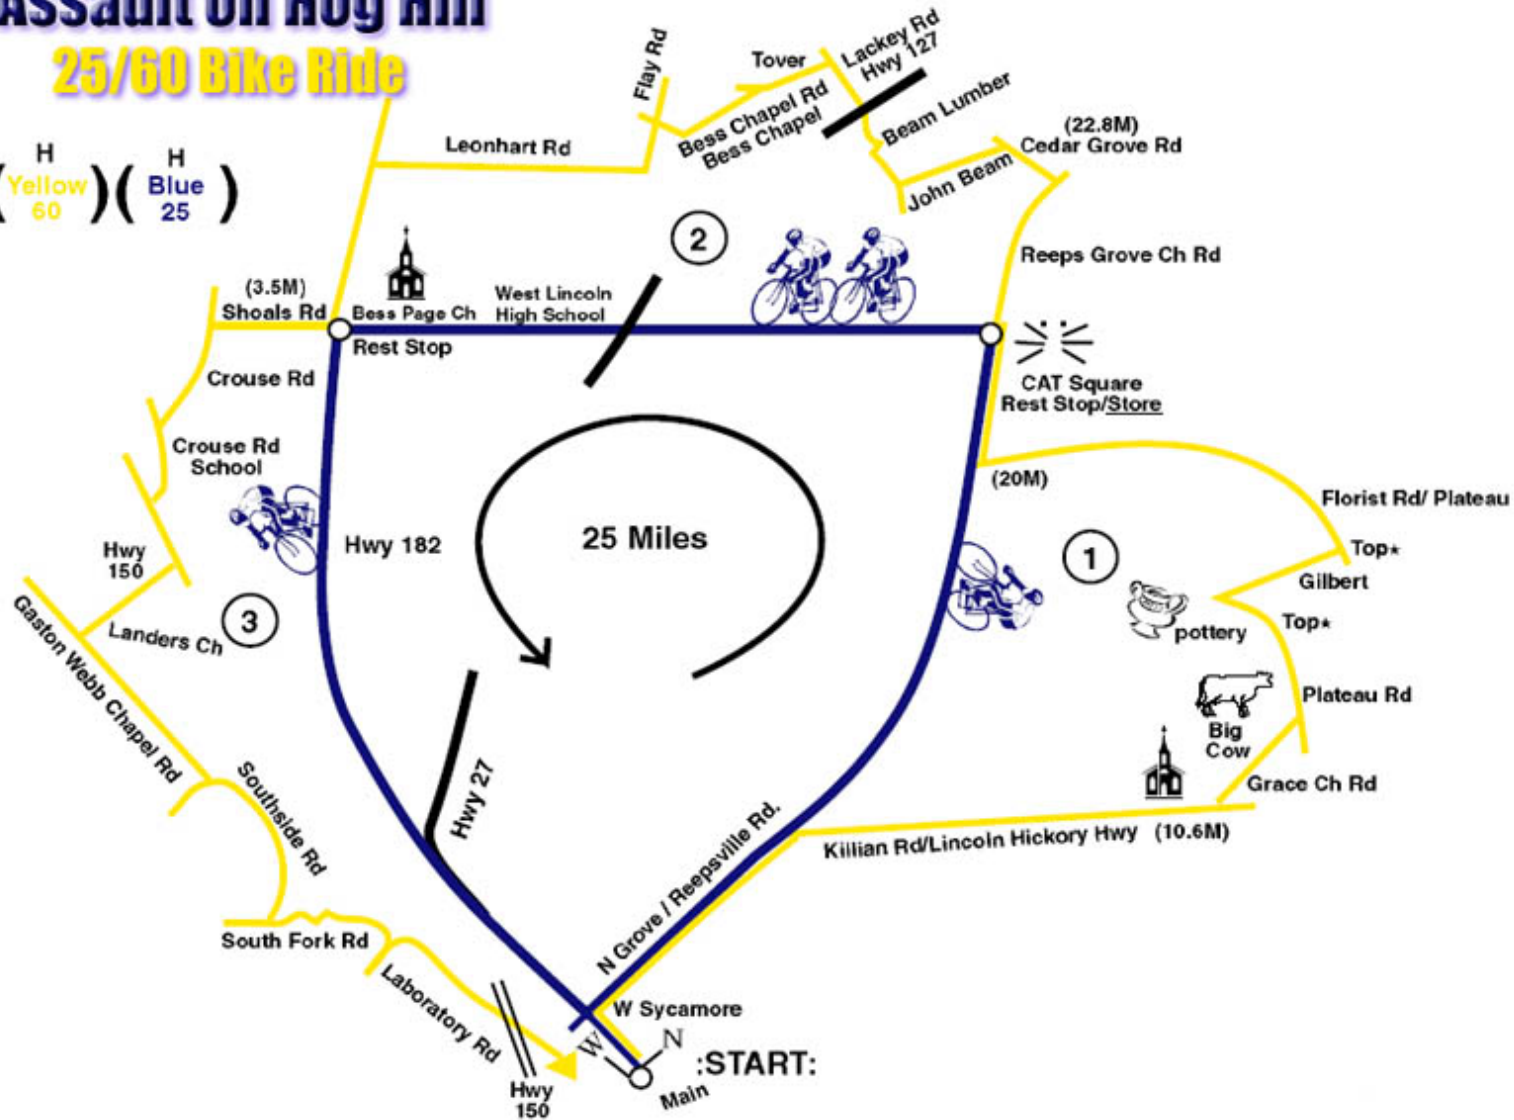 Assault on Hog Hill
25/60 Bike Ride
H
Yellow
60
H
Blue
25
Flay Rd
Tover
Lackey Rd
Hwy 127
Leonhart Rd
Bess Chapel Rd
Bess Chapel
Beam Lumber
(22.8M)
Cedar Grove Rd
John Beam
2
Reeps Grove Ch Rd
(3.5M)
Shoals Rd
Bess Page Ch
West Lincoln
High School
Rest Stop
Crouse Rd
CAT Square
Rest Stop/Store
Crouse Rd
School
(20M)
Florist Rd/ Plateau
Hwy 182
25 Miles
1
Top★
Hwy
150
Gilbert
Landers Ch
3
pottery
Top★
Gaston Webb Chapel Rd
Plateau Rd
Big
Cow
Hwy 27
Southside Rd
Grace Ch Rd
N Grove / Reepsville Rd.
Killian Rd/Lincoln Hickory Hwy (10.6M)
South Fork Rd
Laboratory Rd
W Sycamore
W
N
:START:
Main
Hwy
150